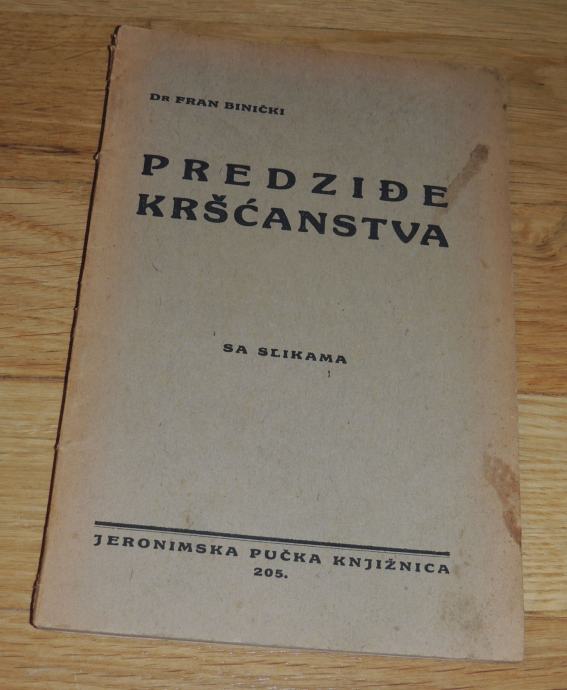 Dr FRAN BINIČKI
PREDZIĐE
KRŠĆANSTVA
SA SLIKAMA
JERONIMSKA PUČKA KNJIŽNICA
205.